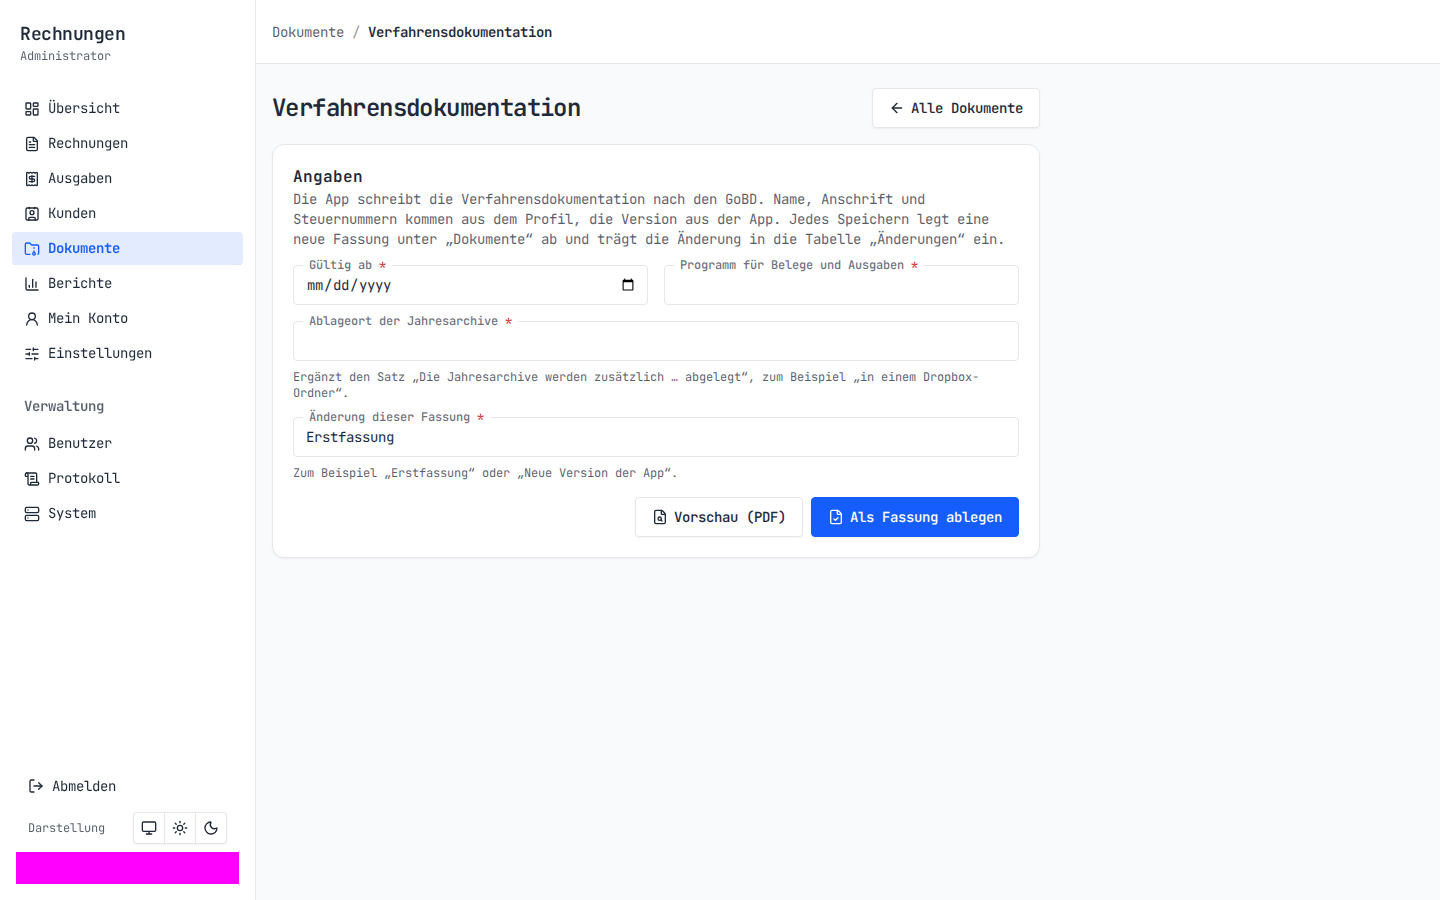 Rechnungen
Administrator
Übersicht
Rechnungen
Ausgaben
Kunden
Dokumente
Berichte
Mein Konto
Einstellungen
Verwaltung
Benutzer
Protokoll
System
Abmelden
Darstellung
Dokumente / Verfahrensdokumentation
Verfahrensdokumentation
Alle Dokumente
Angaben
Die App schreibt die Verfahrensdokumentation nach den GoBD. Name, Anschrift und
Steuernummern kommen aus dem Profil, die Version aus der App. Jedes Speichern legt eine
neue Fassung unter „Dokumente“ ab und trägt die Änderung in die Tabelle „Änderungen“ ein.
Gültig ab *
mm/dd/yyyy
Programm für Belege und Ausgaben *
Ablageort der Jahresarchive *
Ergänzt den Satz „Die Jahresarchive werden zusätzlich … abgelegt“, zum Beispiel „in einem Dropbox-
Ordner“.
Änderung dieser Fassung *
Erstfassung
Zum Beispiel „Erstfassung“ oder „Neue Version der App“.
Vorschau (PDF)
Als Fassung ablegen